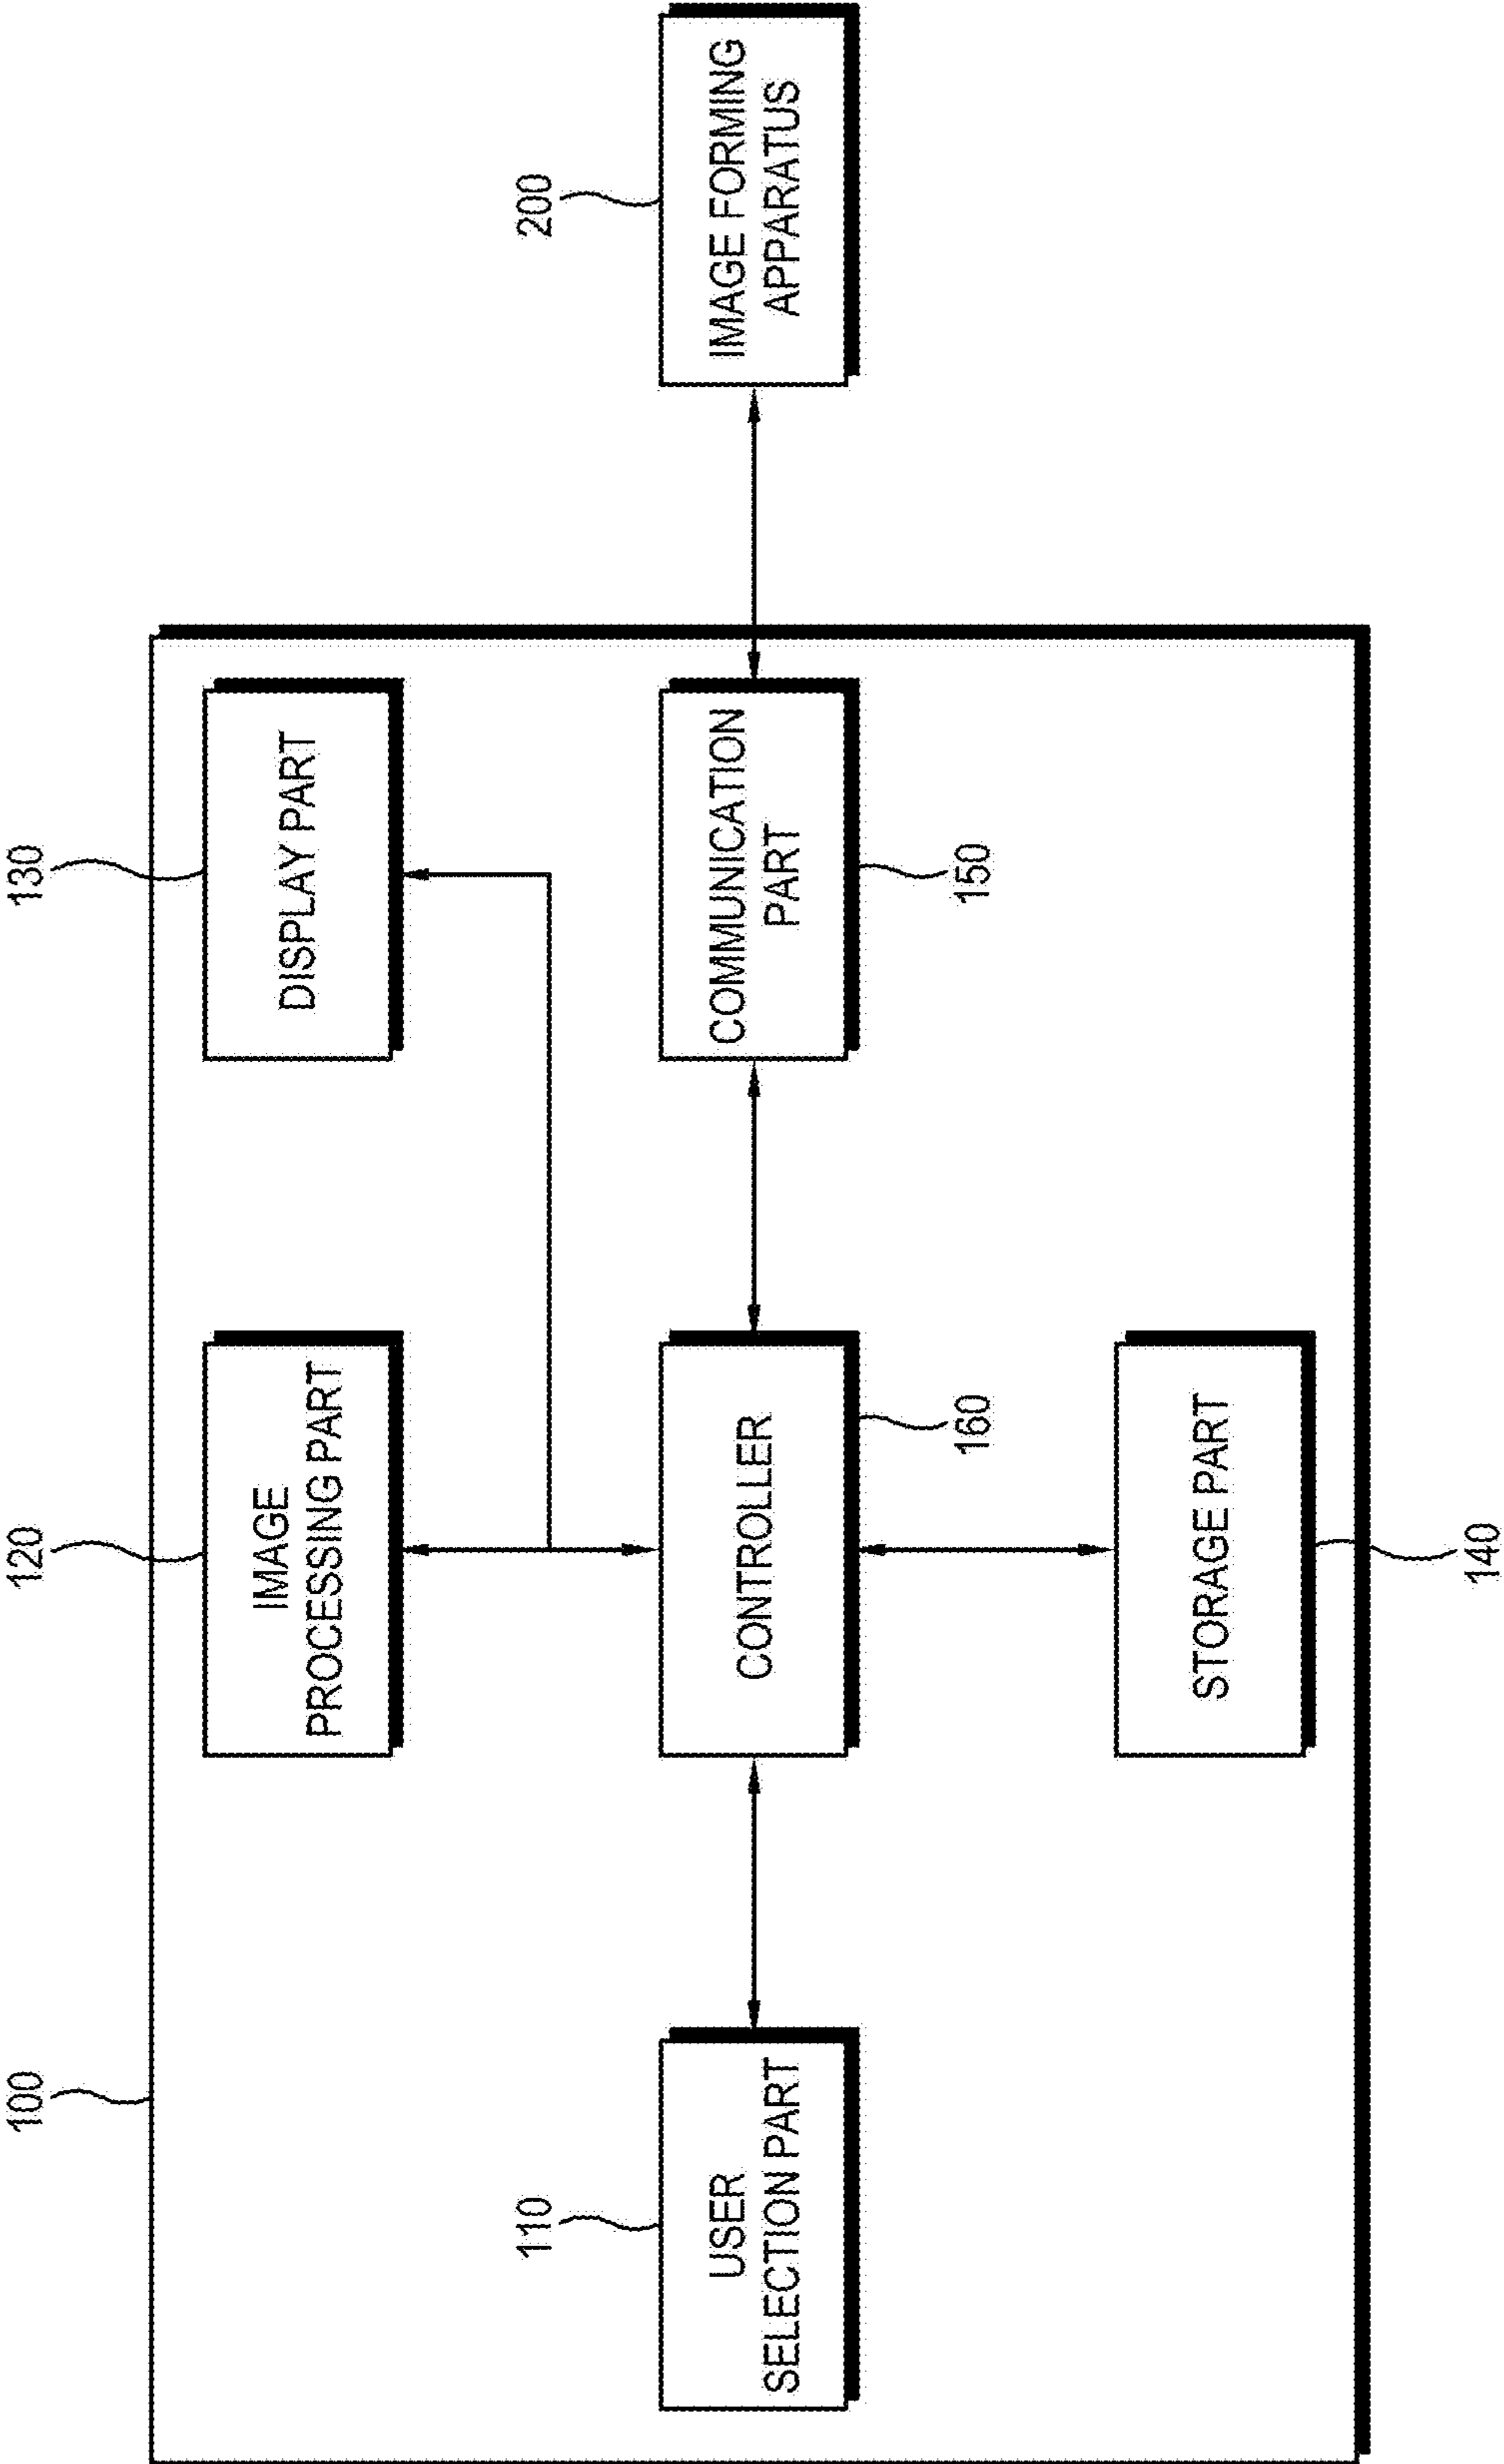 100
120
130
IMAGE
PROCESSING PART
DISPLAY PART
110
200
USER
SELECTION PART
CONTROLLER
COMMUNICATION
PART
IMAGE FORMING
APPARATUS
160
150
STORAGE PART
140